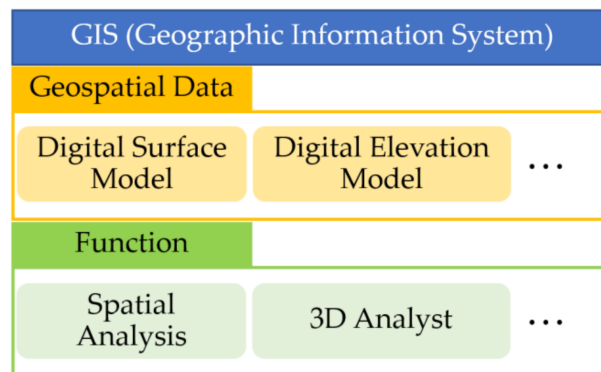 GIS (Geographic Information System)
Geospatial Data
Digital Surface
Model
Digital Elevation
Model
...
Function
Spatial
Analysis
3D Analyst
...